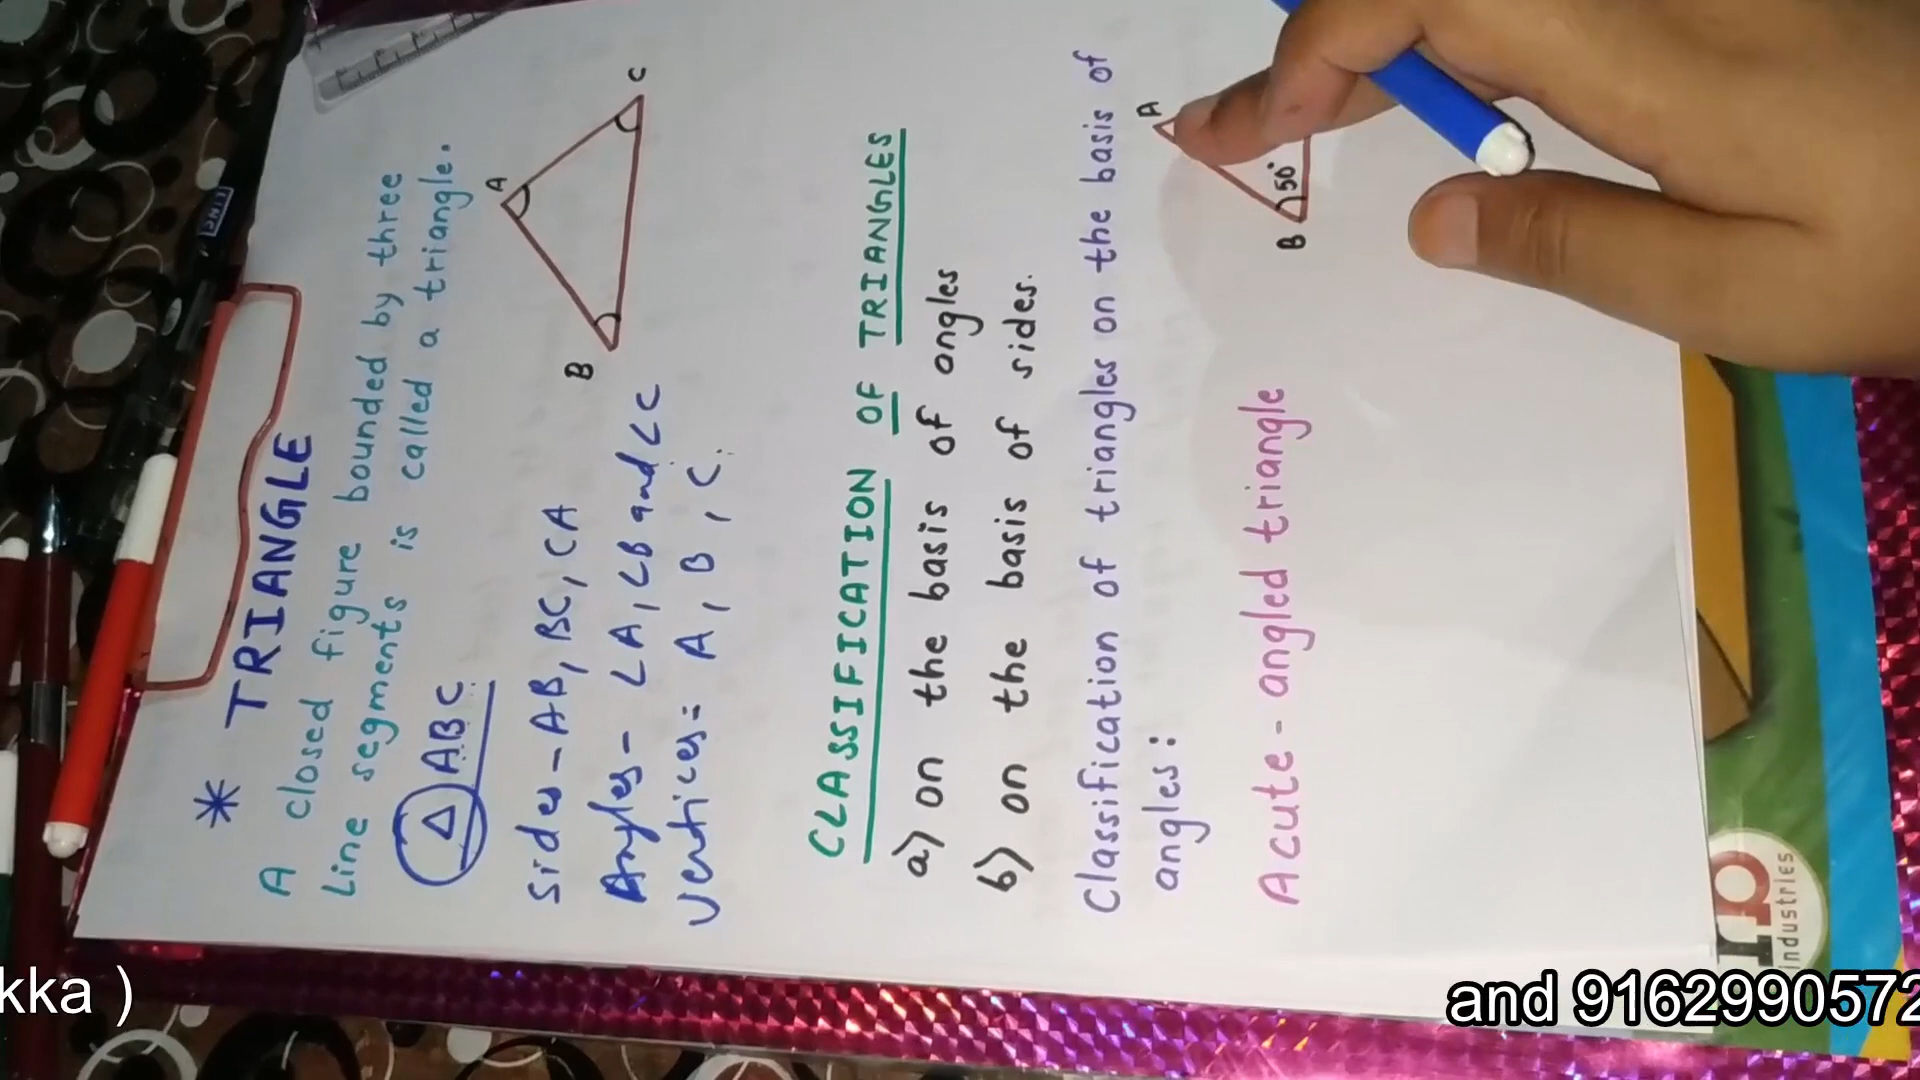 * TRIANGLE
A closed figure bounded by three
Line segments is called a triangle.
△ ABC
A
B
C
sides - AB, BC, CA
Angles - ∠A, ∠B and ∠C
Vertices = A, B, C
CLASSIFICATION OF TRIANGLES
a) on the basis of angles
b) on the basis of sides.
Classification of triangles on the basis of
angles:
Acute - angled triangle
A
B
50°
industries
kka )
and 9162990572